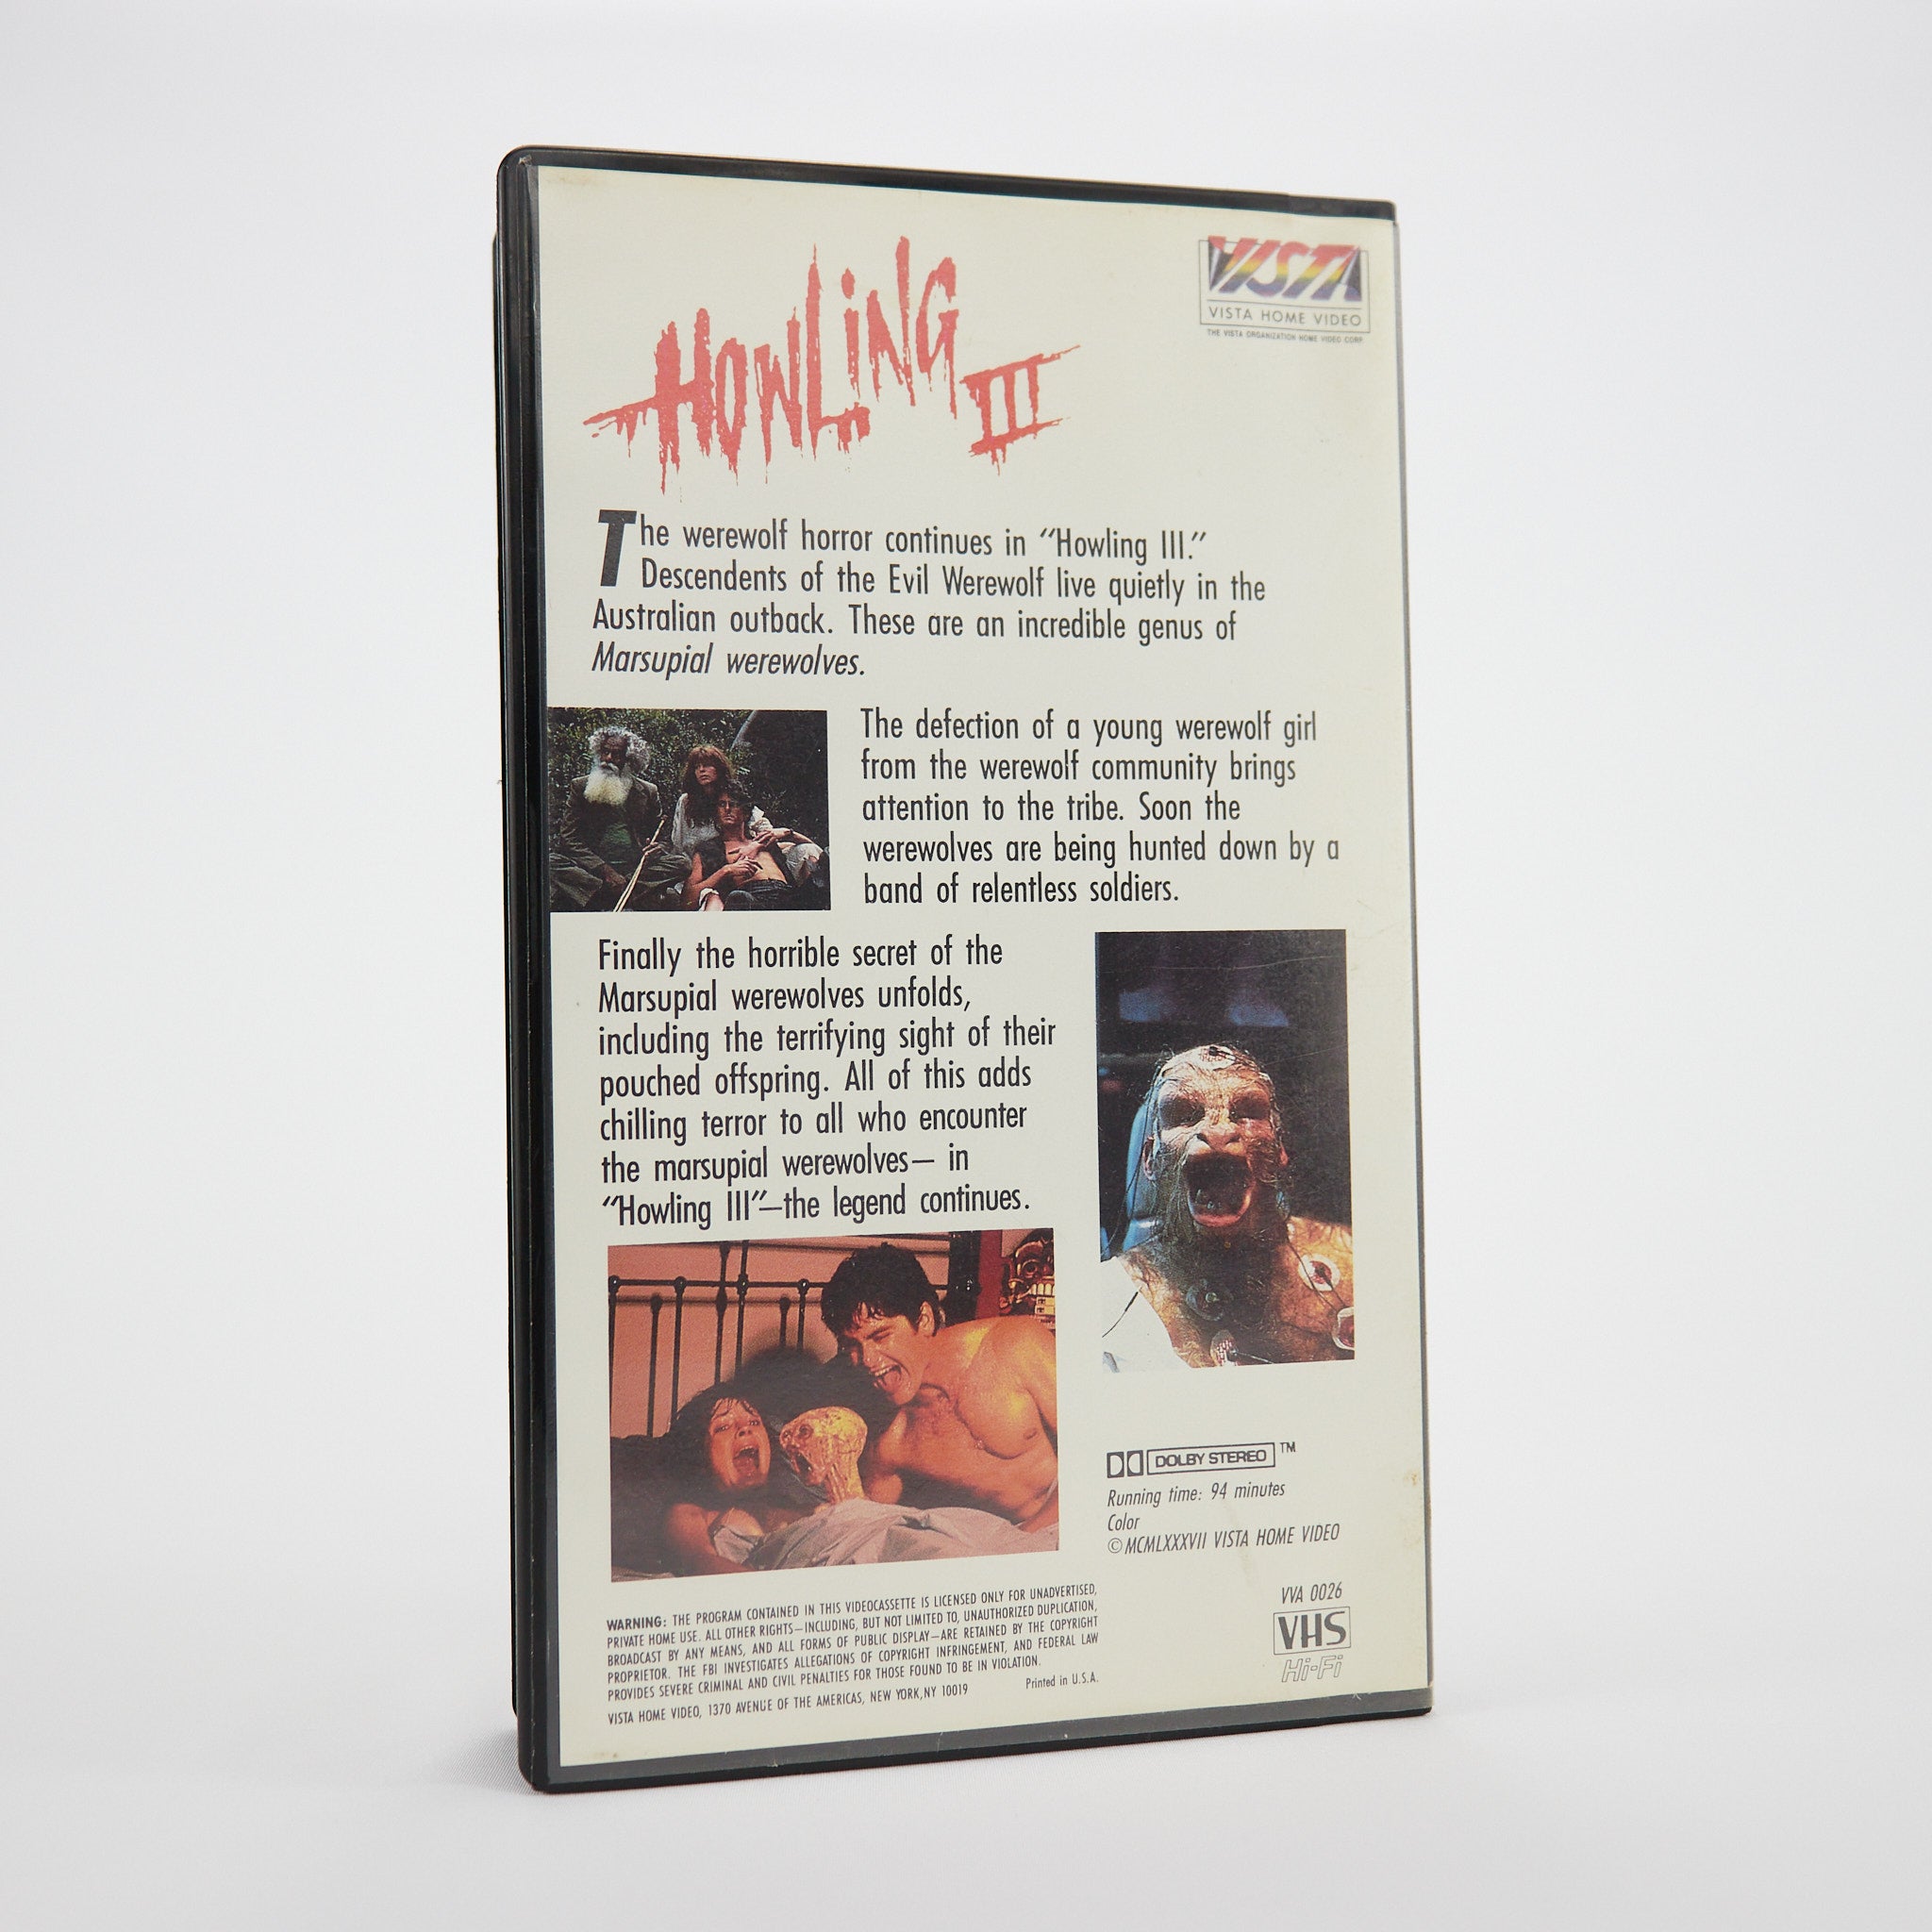 HOWLiNG III
VISTA
VISTA HOME VIDEO
THE VISTA ORGANIZATION HOME VIDEO CORP.
The werewolf horror continues in “Howling III.”
Descendents of the Evil Werewolf live quietly in the
Australian outback. These are an incredible genus of
Marsupial werewolves.
The defection of a young werewolf girl
from the werewolf community brings
attention to the tribe. Soon the
werewolves are being hunted down by a
band of relentless soldiers.
Finally the horrible secret of the
Marsupial werewolves unfolds,
including the terrifying sight of their
pouched offspring. All of this adds
chilling terror to all who encounter
the marsupial werewolves— in
“Howling III”—the legend continues.
DOLBY STEREO TM
Running time: 94 minutes
Color
©MCMLXXXVII VISTA HOME VIDEO
WARNING: THE PROGRAM CONTAINED IN THIS VIDEOCASSETTE IS LICENSED ONLY FOR UNADVERTISED,
PRIVATE HOME USE. ALL OTHER RIGHTS—INCLUDING, BUT NOT LIMITED TO, UNAUTHORIZED DUPLICATION,
BROADCAST BY ANY MEANS, AND ALL FORMS OF PUBLIC DISPLAY—ARE RETAINED BY THE COPYRIGHT
PROPRIETOR. THE FBI INVESTIGATES ALLEGATIONS OF COPYRIGHT INFRINGEMENT, AND FEDERAL LAW
PROVIDES SEVERE CRIMINAL AND CIVIL PENALTIES FOR THOSE FOUND TO BE IN VIOLATION.
VISTA HOME VIDEO, 1370 AVENUE OF THE AMERICAS, NEW YORK,NY 10019
Printed in U.S.A.
VVA 0026
VHS
Hi-Fi